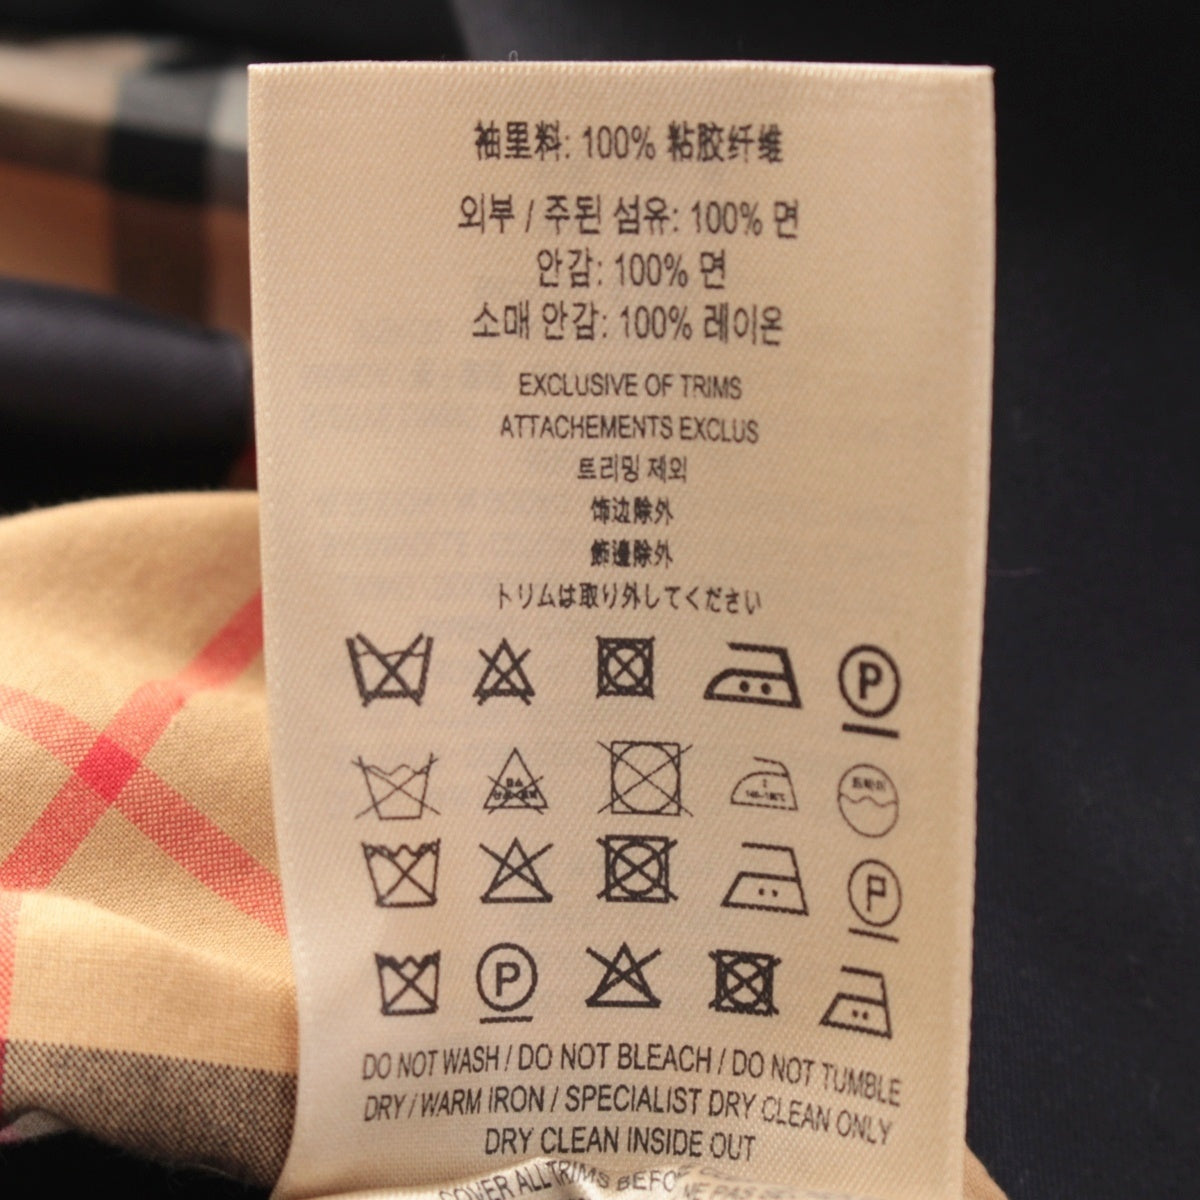 袖里料: 100% 粘胶纤维
외부 / 주된 섬유: 100% 면
안감: 100% 면
소매 안감: 100% 레이온
EXCLUSIVE OF TRIMS
ATTACHEMENTS EXCLUS
트리밍 제외
饰边除外
飾邊除外
トリムは取り外してください
P
P
P
DO NOT WASH / DO NOT BLEACH / DO NOT TUMBLE
DRY / WARM IRON / SPECIALIST DRY CLEAN ONLY
DRY CLEAN INSIDE OUT
ALL TRIMS
NE PAS